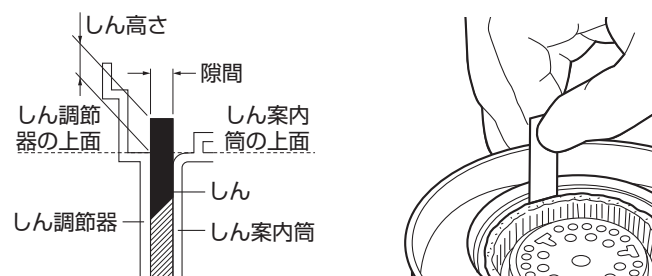 しん高さ
隙間
しん調節
器の上面
しん案内
筒の上面
しん
しん調節器
しん案内筒